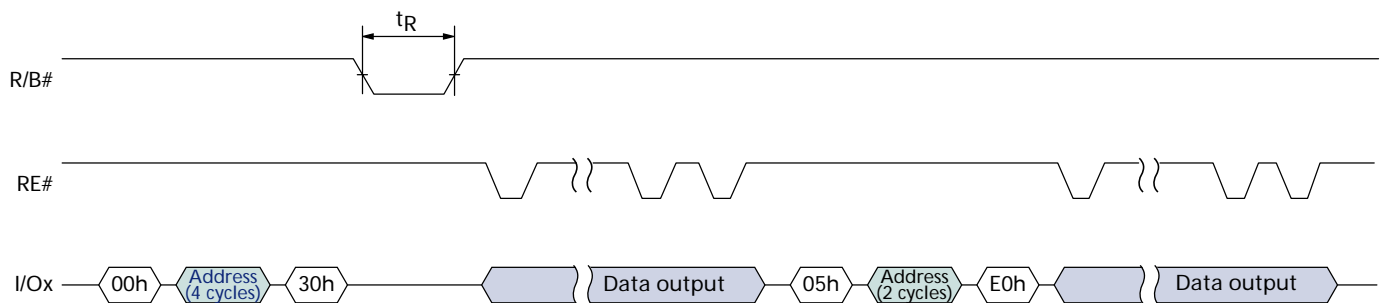 tR
R/B#
RE#
I/Ox
00h
Address
(4 cycles)
30h
Data output
05h
Address
(2 cycles)
E0h
Data output